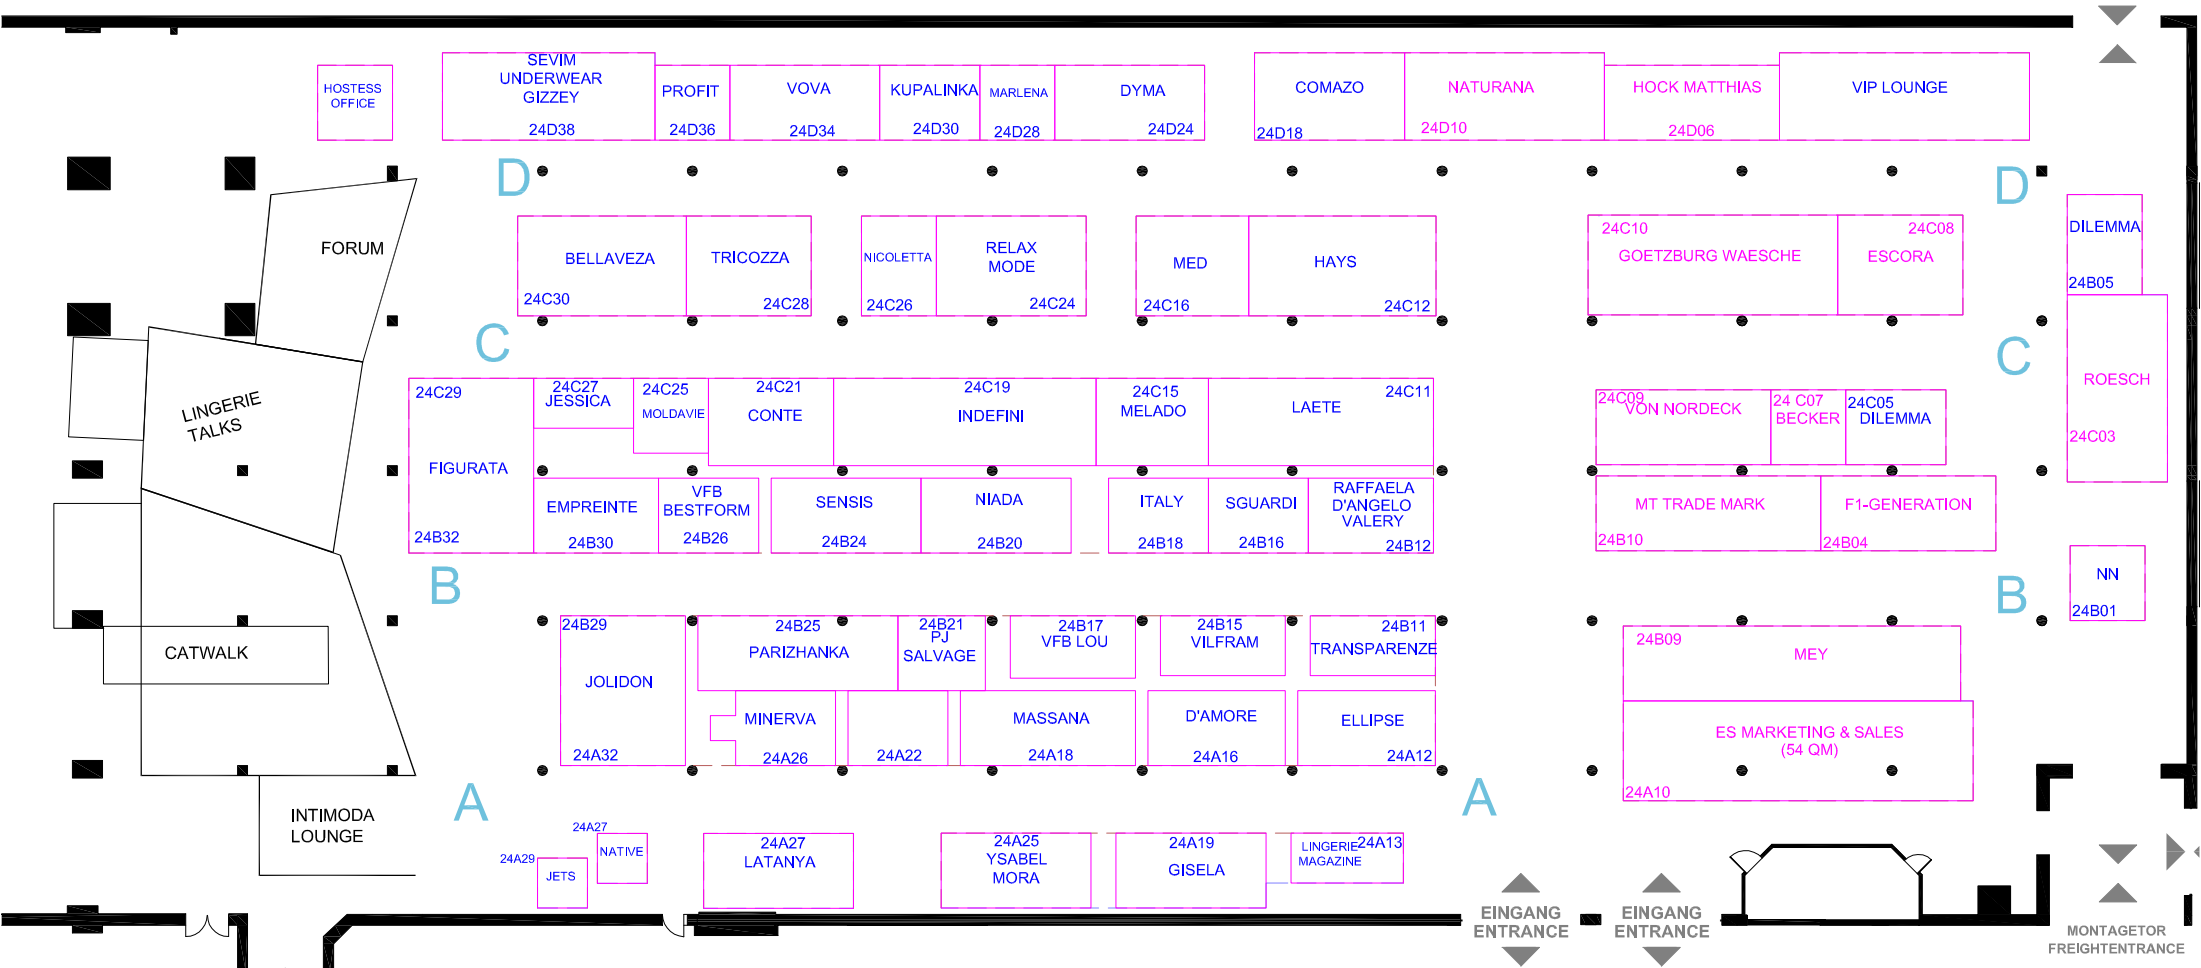 HOSTESS
OFFICE
SEVIM
UNDERWEAR
GIZZEY
24D38
PROFIT
24D36
VOVA
24D34
KUPALINKA
24D30
MARLENA
24D28
DYMA
24D24
COMAZO
24D18
NATURANA
24D10
HOCK MATTHIAS
24D06
VIP LOUNGE
D
D
FORUM
BELLAVEZA
24C30
TRICOZZA
24C28
NICOLETTA
24C26
RELAX
MODE
24C24
MED
24C16
HAYS
24C12
24C10
GOETZBURG WAESCHE
24C08
ESCORA
DILEMMA
24B05
C
C
LINGERIE
TALKS
24C29
FIGURATA
24B32
24C27
JESSICA
24C25
MOLDAVIE
24C21
CONTE
24C19
INDEFINI
24C15
MELADO
24C11
LAETE
24C09
VON NORDECK
24 C07
BECKER
24C05
DILEMMA
ROESCH
24C03
EMPREINTE
24B30
VFB
BESTFORM
24B26
SENSIS
24B24
NIADA
24B20
ITALY
24B18
SGUARDI
24B16
RAFFAELA
D'ANGELO
VALERY
24B12
MT TRADE MARK
24B10
F1-GENERATION
24B04
B
B
NN
24B01
CATWALK
24B29
JOLIDON
24A32
24B25
PARIZHANKA
24B21
PJ
SALVAGE
24B17
VFB LOU
24B15
VILFRAM
24B11
TRANSPARENZE
24B09
MEY
MINERVA
24A26
24A22
MASSANA
24A18
D'AMORE
24A16
ELLIPSE
24A12
ES MARKETING & SALES
(54 QM)
24A10
A
A
INTIMODA
LOUNGE
24A29
JETS
24A27
NATIVE
24A27
LATANYA
24A25
YSABEL
MORA
24A19
GISELA
24A13
LINGERIE
MAGAZINE
EINGANG
ENTRANCE
EINGANG
ENTRANCE
MONTAGETOR
FREIGHTENTRANCE